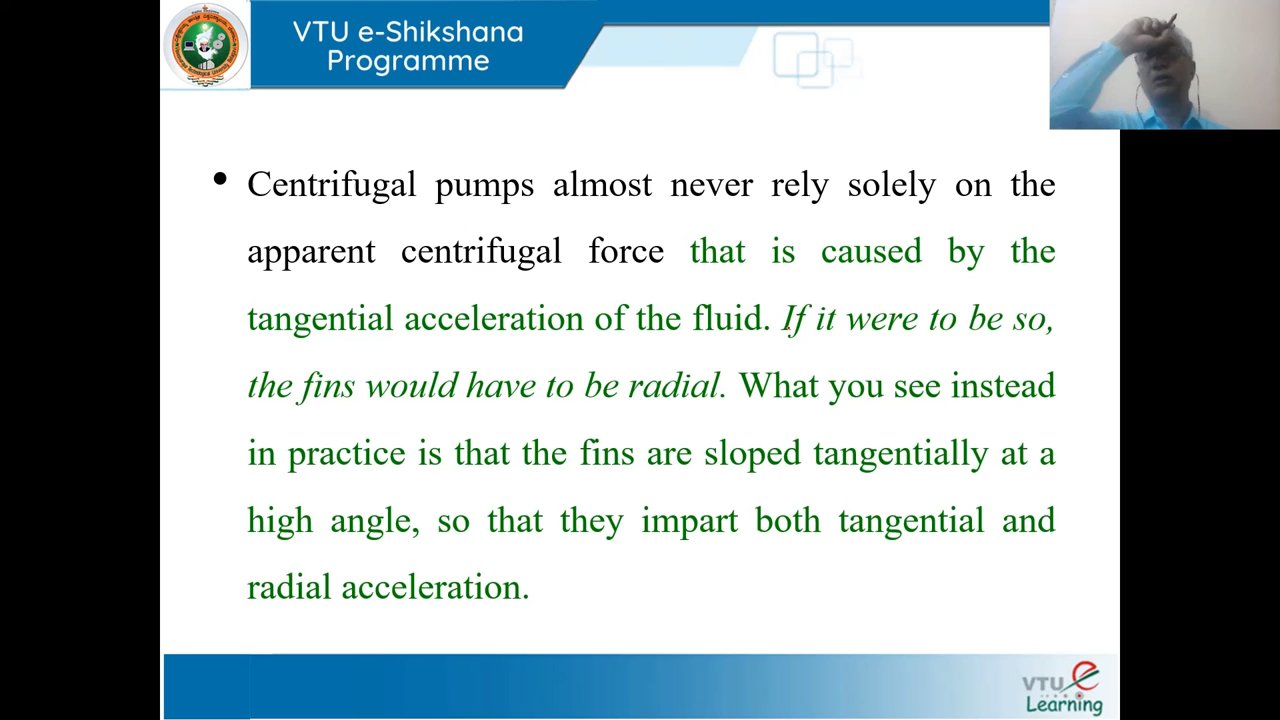 VTU e-Shikshana
Programme
• Centrifugal pumps almost never rely solely on the
apparent centrifugal force that is caused by the
tangential acceleration of the fluid. If it were to be so,
the fins would have to be radial. What you see instead
in practice is that the fins are sloped tangentially at a
high angle, so that they impart both tangential and
radial acceleration.
VTU e
Learning